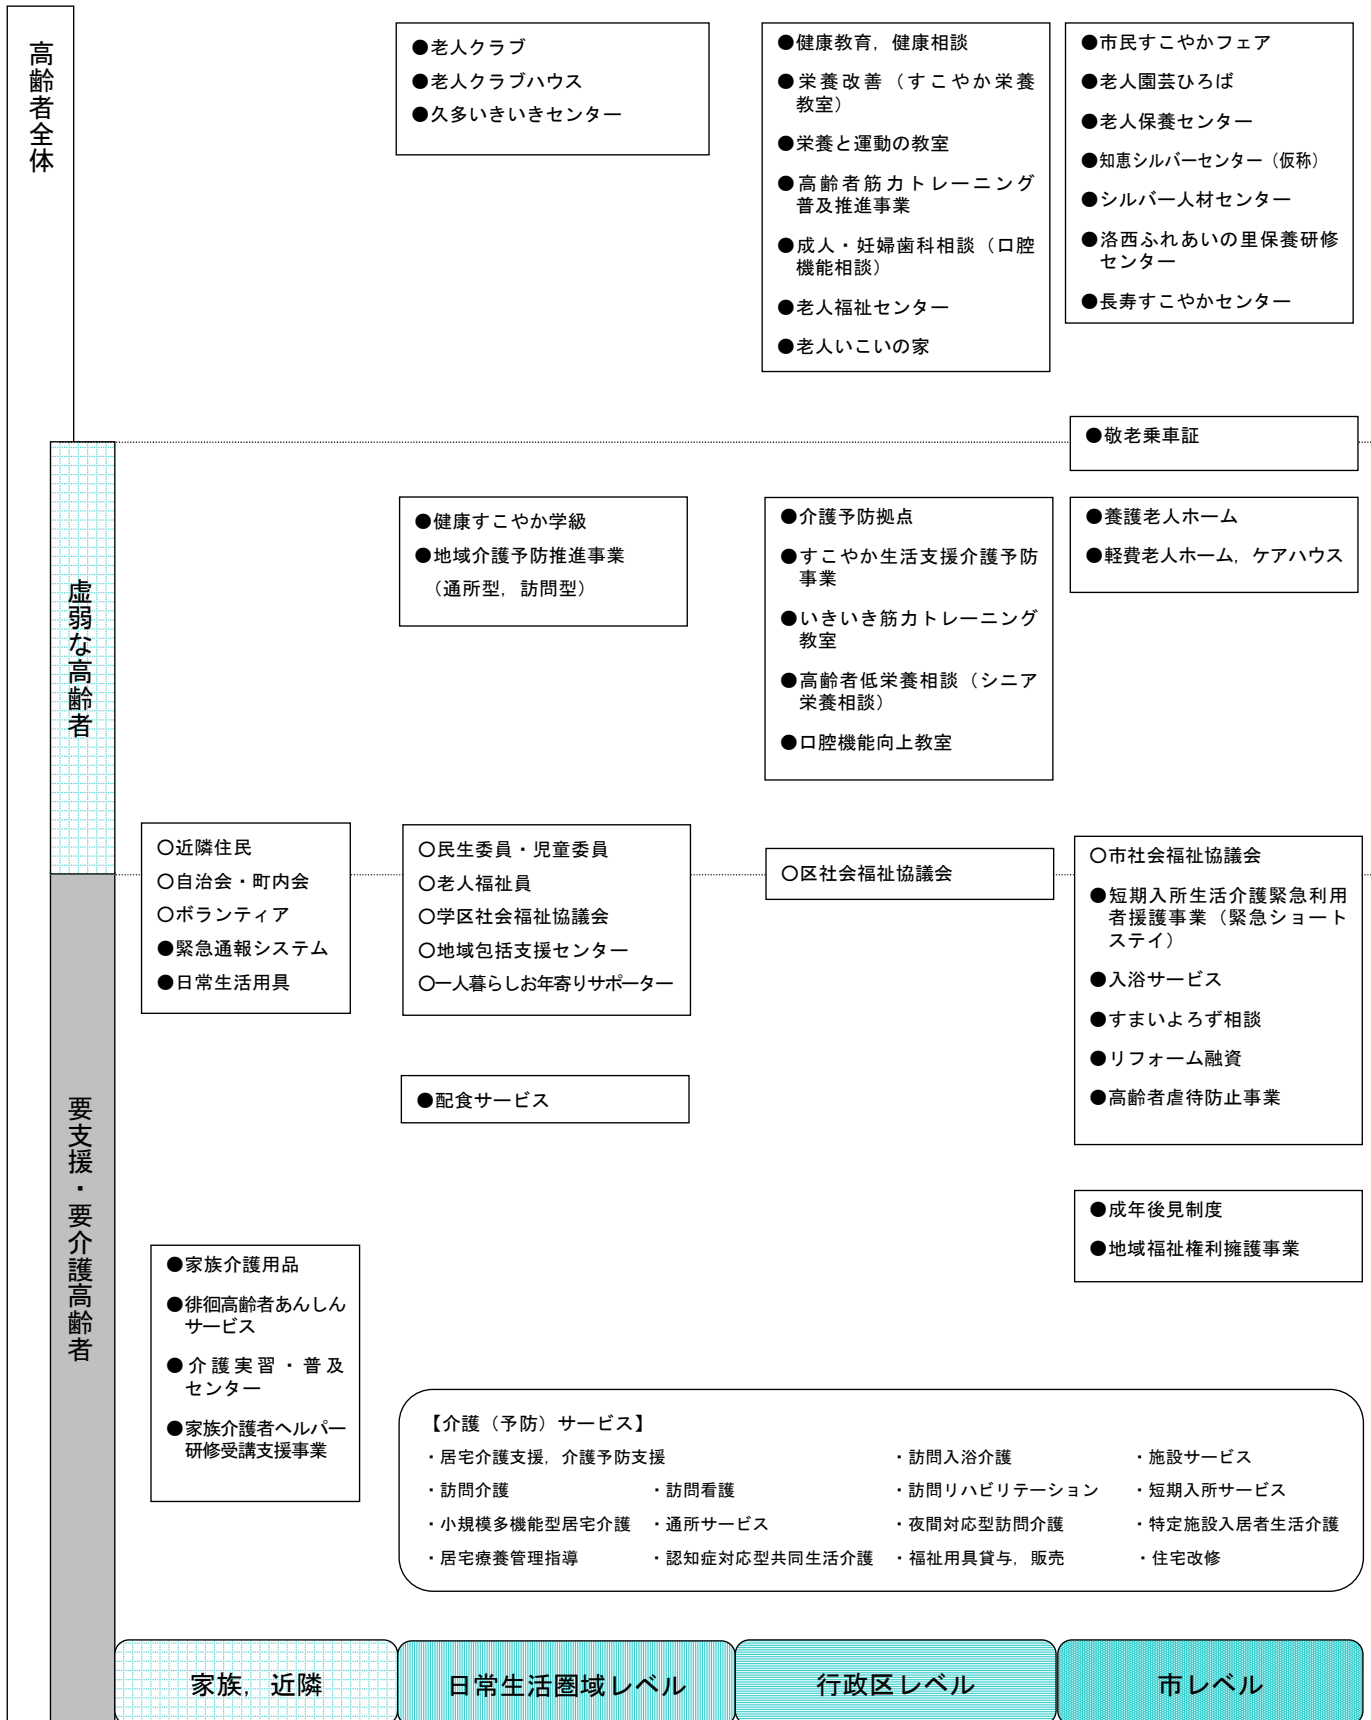 高齢者全体
●老人クラブ
●老人クラブハウス
●久多いきいきセンター
●健康教育，健康相談
●栄養改善（すこやか栄養
教室）
●栄養と運動の教室
●高齢者筋力トレーニング
普及推進事業
●成人・妊婦歯科相談（口腔
機能相談）
●老人福祉センター
●老人いこいの家
●市民すこやかフェア
●老人園芸ひろば
●老人保養センター
●知恵シルバーセンター（仮称）
●シルバー人材センター
●洛西ふれあいの里保養研修
センター
●長寿すこやかセンター
●敬老乗車証
虚弱な高齢者
●健康すこやか学級
●地域介護予防推進事業
（通所型，訪問型）
●介護予防拠点
●すこやか生活支援介護予防
事業
●いきいき筋力トレーニング
教室
●高齢者低栄養相談（シニア
栄養相談）
●口腔機能向上教室
●養護老人ホーム
●軽費老人ホーム，ケアハウス
○近隣住民
○自治会・町内会
○ボランティア
●緊急通報システム
●日常生活用具
○民生委員・児童委員
○老人福祉員
○学区社会福祉協議会
○地域包括支援センター
○一人暮らしお年寄りサポーター
○区社会福祉協議会
○市社会福祉協議会
●短期入所生活介護緊急利用
者援護事業（緊急ショート
ステイ）
●入浴サービス
●すまいよろず相談
●リフォーム融資
●高齢者虐待防止事業
●配食サービス
要支援・要介護高齢者
●成年後見制度
●地域福祉権利擁護事業
●家族介護用品
●徘徊高齢者あんしん
サービス
●介護実習・普及
センター
●家族介護者ヘルパー
研修受講支援事業
【介護（予防）サービス】
・居宅介護支援，介護予防支援　・訪問入浴介護　・施設サービス
・訪問介護　・訪問看護　・訪問リハビリテーション　・短期入所サービス
・小規模多機能型居宅介護　・通所サービス　・夜間対応型訪問介護　・特定施設入居者生活介護
・居宅療養管理指導　・認知症対応型共同生活介護　・福祉用具貸与，販売　・住宅改修
家族，近隣
日常生活圏域レベル
行政区レベル
市レベル